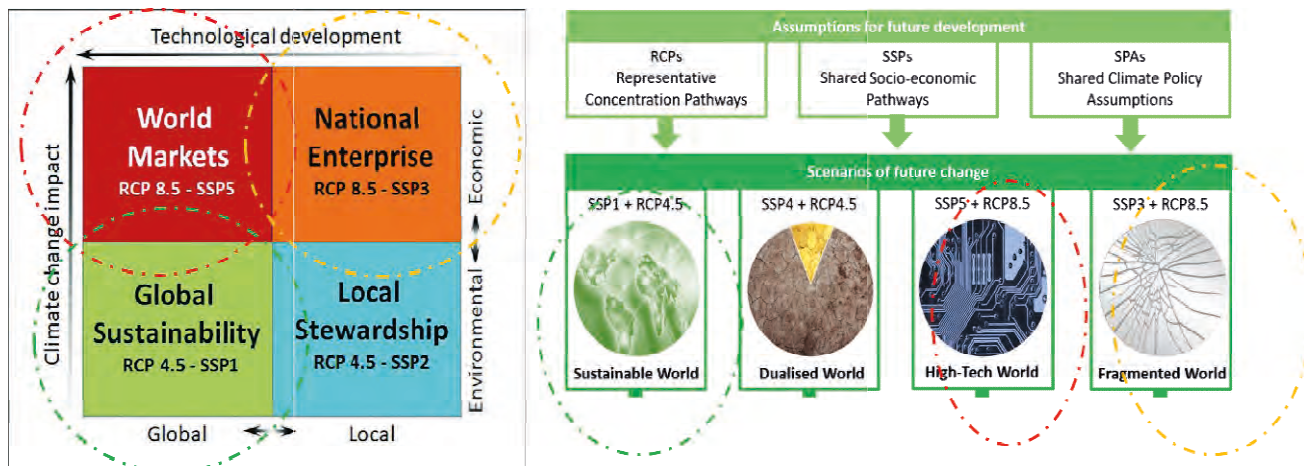 Technological development
Climate change impact
World
Markets
RCP 8.5 - SSP5
National
Enterprise
RCP 8.5 - SSP3
Economic
Global
Sustainability
RCP 4.5 - SSP1
Local
Stewardship
RCP 4.5 - SSP2
Environmental
Global
Local
Assumptions for future development
RCPs
Representative
Concentration Pathways
SSPs
Shared Socio-economic
Pathways
SPAs
Shared Climate Policy
Assumptions
Scenarios of future change
SSP1 + RCP4.5
SSP4 + RCP4.5
SSP5 + RCP8.5
SSP3 + RCP8.5
Sustainable World
Dualised World
High-Tech World
Fragmented World